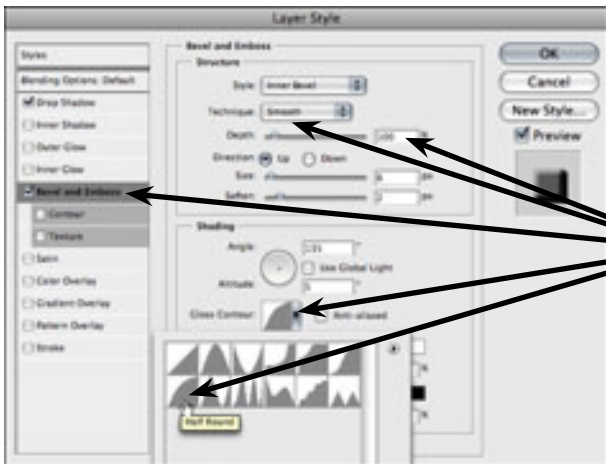 Layer Style
Styles
Blending Options: Default
Drop Shadow
Inner Shadow
Outer Glow
Inner Glow
Bevel and Emboss
Contour
Texture
Satin
Color Overlay
Gradient Overlay
Pattern Overlay
Stroke
Bevel and Emboss
Structure
Style: Inner Bevel
Technique: Smooth
Depth: 100 %
Direction: Up Down
Size: px
Soften: px
Shading
Angle: °
Use Global Light
Altitude: °
Gloss Contour: Anti-aliased
Half Round
%
%
OK
Cancel
New Style...
Preview